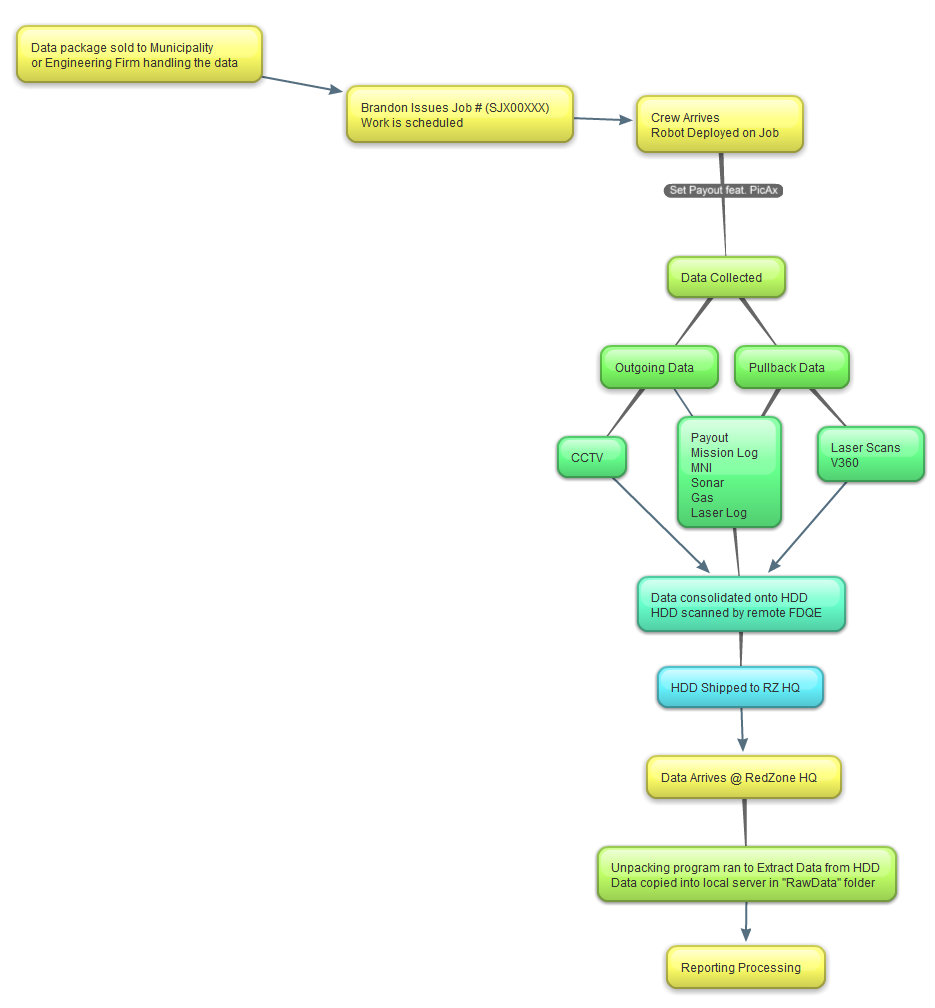 Data package sold to Municipality
or Engineering Firm handling the data
Brandon Issues Job # (SJX00XXX)
Work is scheduled
Crew Arrives
Robot Deployed on Job
Set Payout feat. PicAx
Data Collected
Outgoing Data
Pullback Data
CCTV
Payout
Mission Log
MNI
Sonar
Gas
Laser Log
Laser Scans
V360
Data consolidated onto HDD
HDD scanned by remote FDQE
HDD Shipped to RZ HQ
Data Arrives @ RedZone HQ
Unpacking program ran to Extract Data from HDD
Data copied into local server in "RawData" folder
Reporting Processing